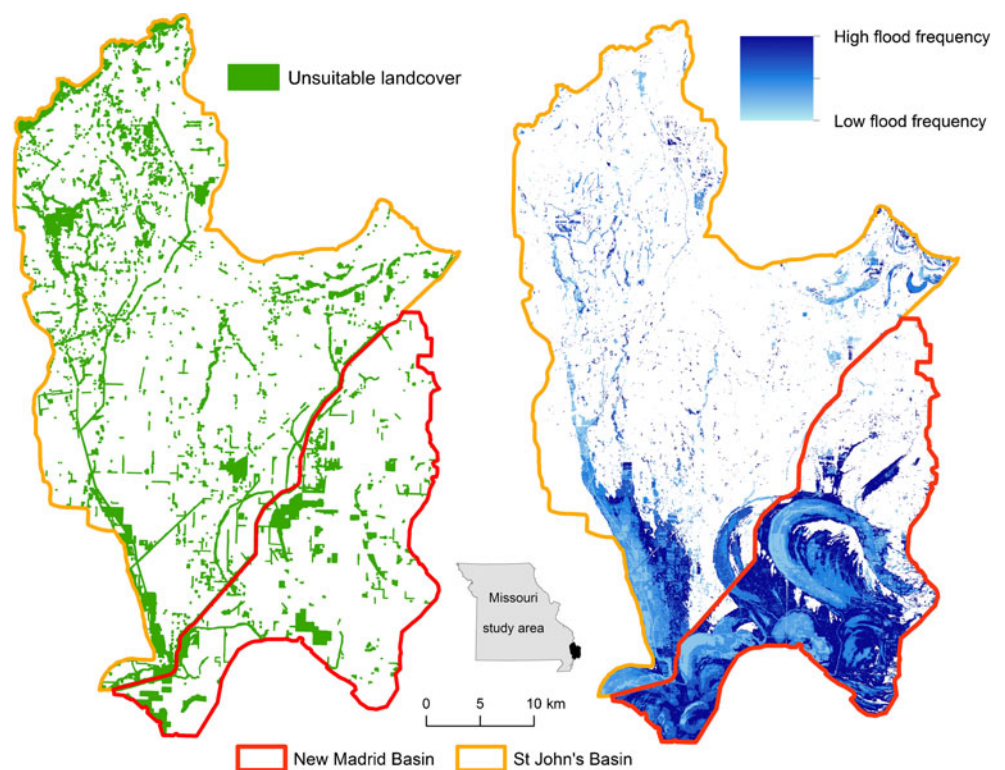 Unsuitable landcover
High flood frequency
Low flood frequency
Missouri
study area
0 5 10 km
New Madrid Basin
St John's Basin